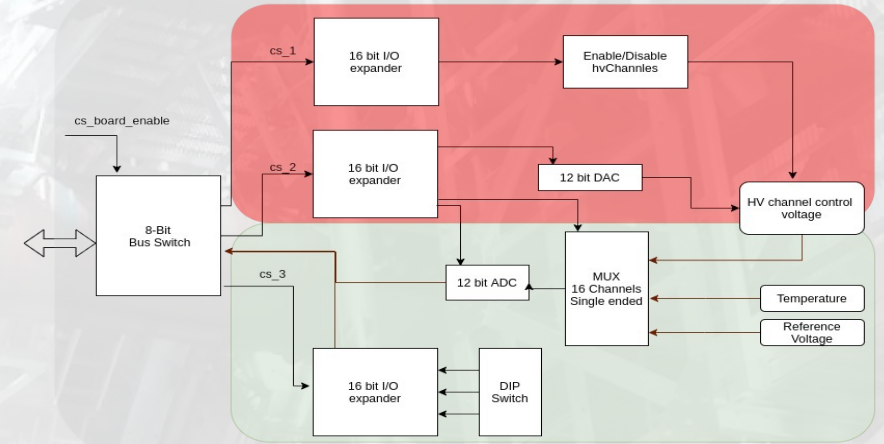 cs_1
16 bit I/O
expander
Enable/Disable
hvChannles
cs_board_enable
cs_2
16 bit I/O
expander
12 bit DAC
8-Bit
Bus Switch
HV channel control
voltage
cs_3
12 bit ADC
MUX
16 Channels
Single ended
Temperature
Reference
Voltage
16 bit I/O
expander
DIP
Switch